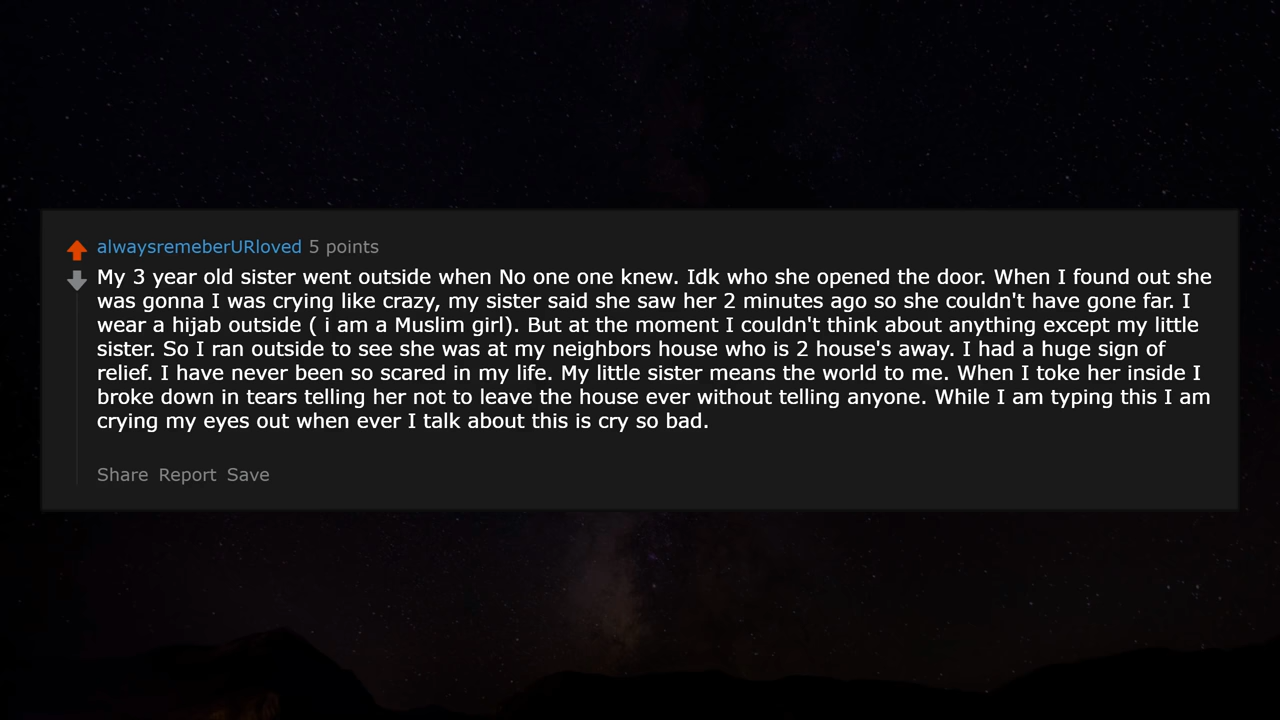 alwaysremeberURloved 5 points
My 3 year old sister went outside when No one one knew. Idk who she opened the door. When I found out she
was gonna I was crying like crazy, my sister said she saw her 2 minutes ago so she couldn't have gone far. I
wear a hijab outside ( i am a Muslim girl). But at the moment I couldn't think about anything except my little
sister. So I ran outside to see she was at my neighbors house who is 2 house's away. I had a huge sign of
relief. I have never been so scared in my life. My little sister means the world to me. When I toke her inside I
broke down in tears telling her not to leave the house ever without telling anyone. While I am typing this I am
crying my eyes out when ever I talk about this is cry so bad.
Share Report Save